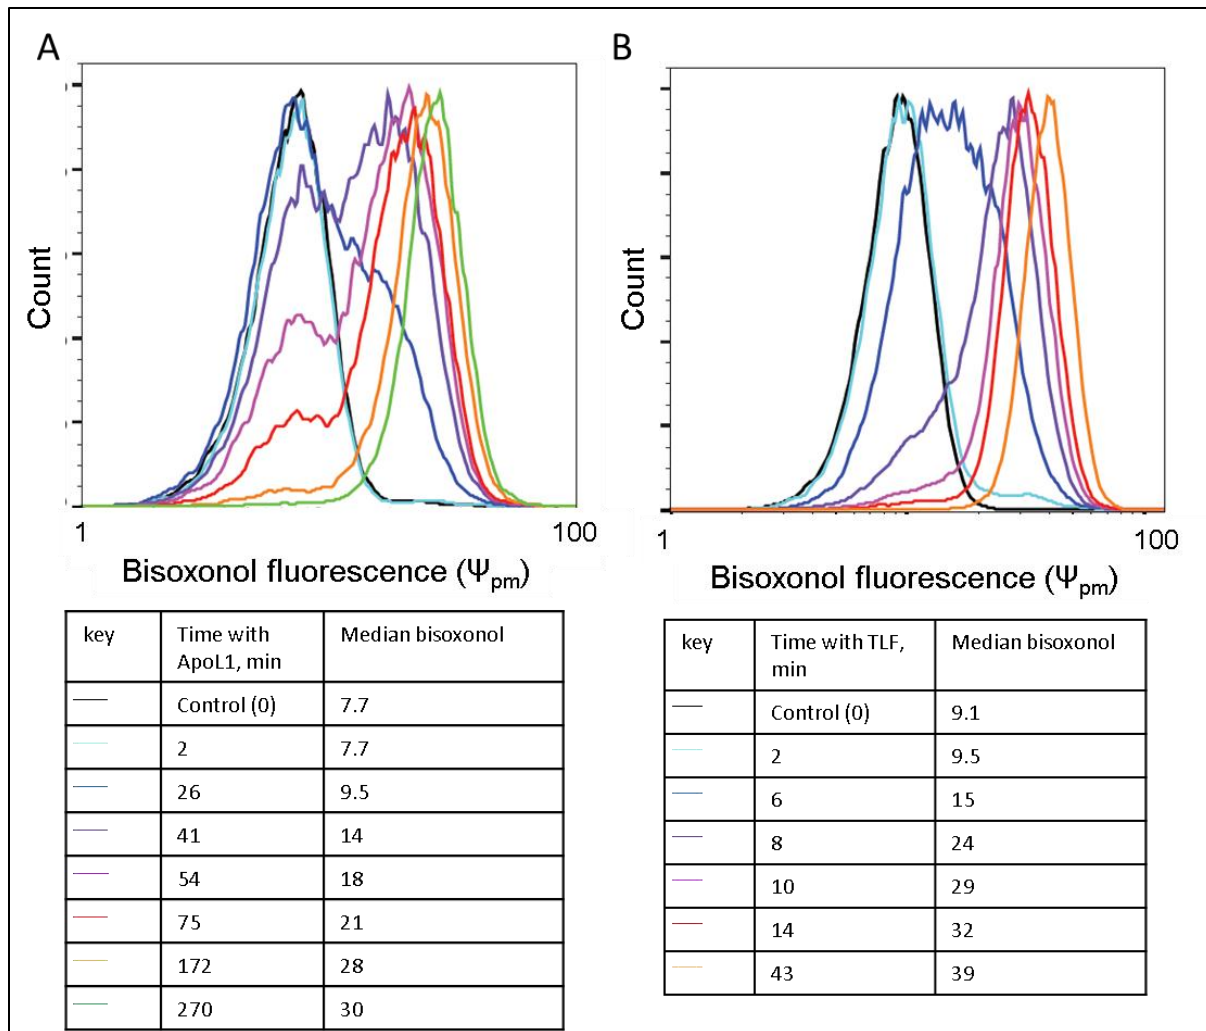 A
B
Count
Count
1
100
1
100
Bisoxonol fluorescence (Ψpm)
Bisoxonol fluorescence (Ψpm)
key
Time with
ApoL1, min
Median bisoxonol
Control (0)
7.7
2
7.7
26
9.5
41
14
54
18
75
21
172
28
270
30
key
Time with TLF,
min
Median bisoxonol
Control (0)
9.1
2
9.5
6
15
8
24
10
29
14
32
43
39